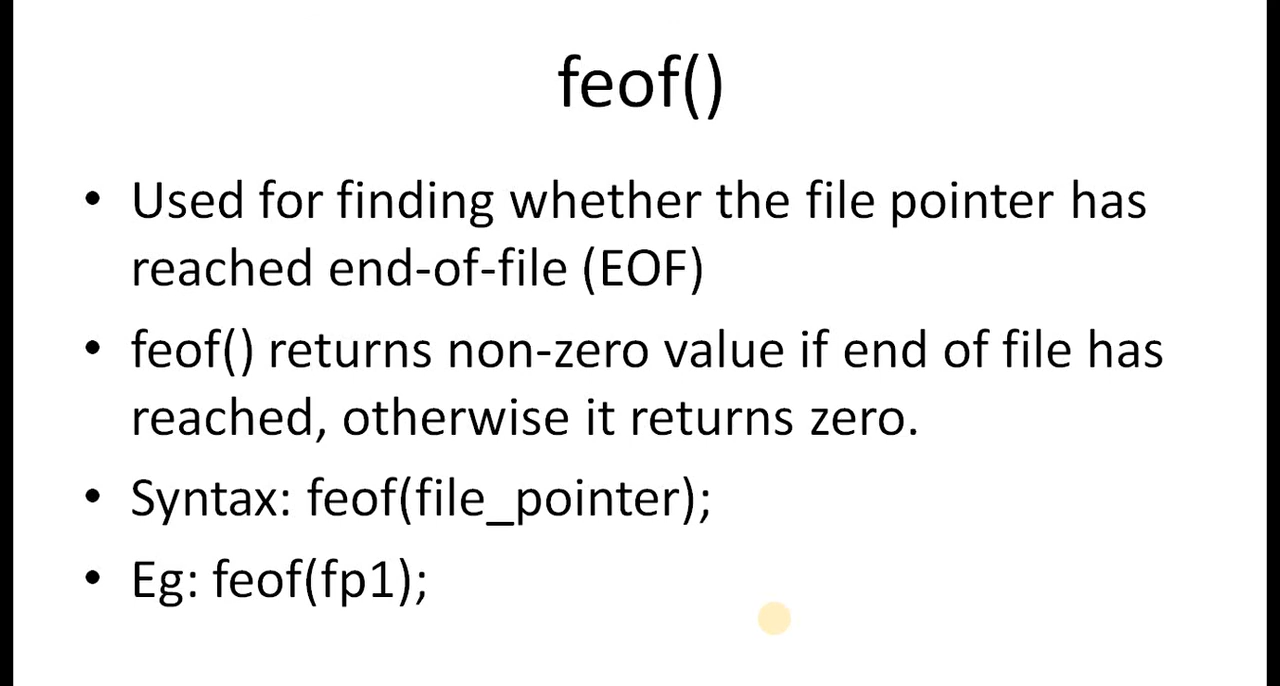 feof()
• Used for finding whether the file pointer has
reached end-of-file (EOF)
• feof() returns non-zero value if end of file has
reached, otherwise it returns zero.
• Syntax: feof(file_pointer);
• Eg: feof(fp1);